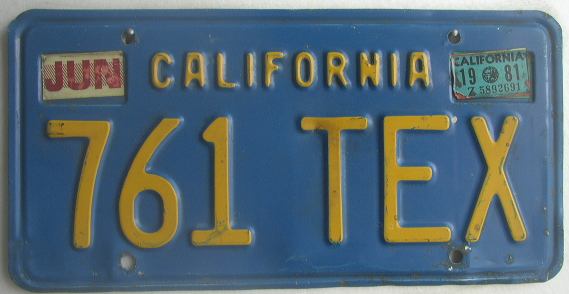 JUN
CALIFORNIA
CALIFORNIA
19 81
Z 5892691
761 TEX